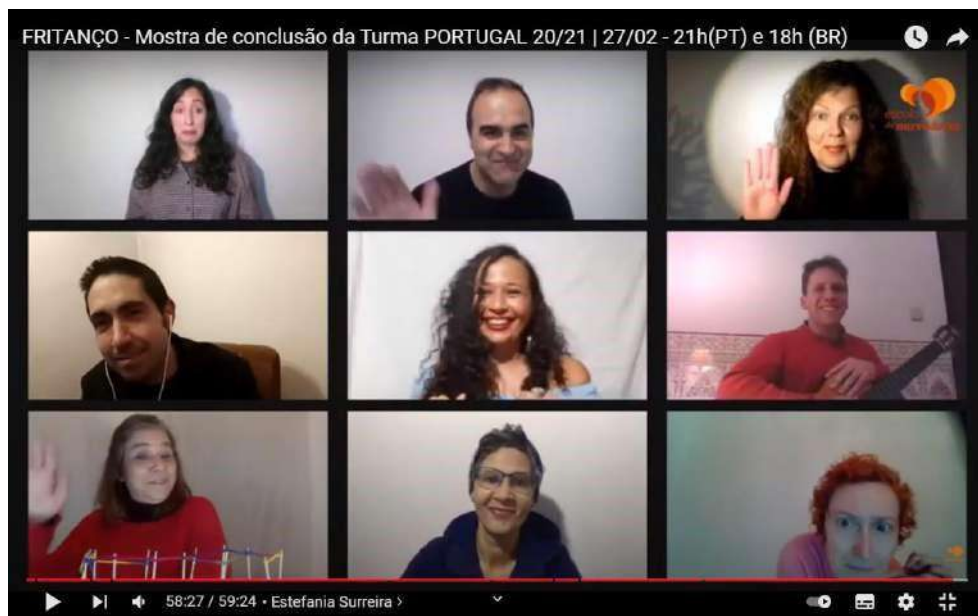 FRITANÇO - Mostra de conclusão da Turma PORTUGAL 20/21 | 27/02 - 21h(PT) e 18h (BR)
58:27 / 59:24 • Estefania Surreira >